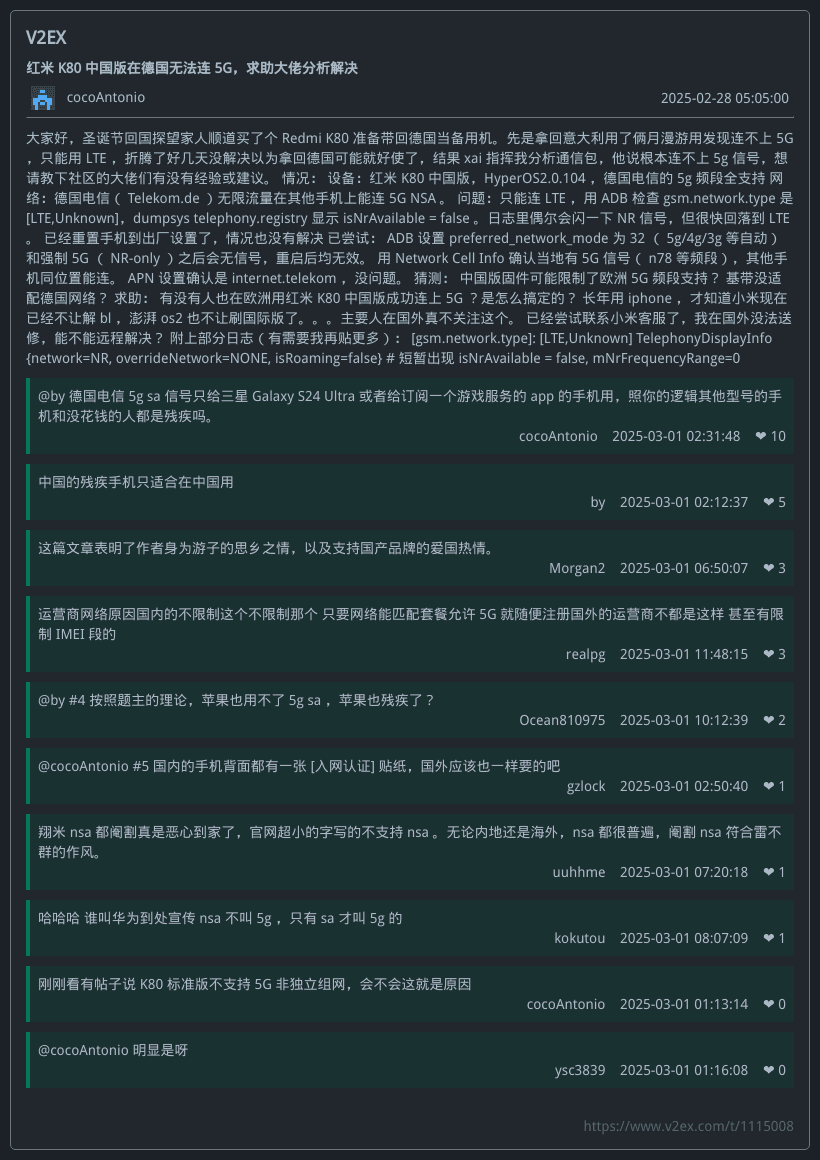 V2EX
红米 K80 中国版在德国无法连 5G，求助大佬分析解决
cocoAntonio
2025-02-28 05:05:00
大家好，圣诞节回国探望家人顺道买了个 Redmi K80 准备带回德国当备用机。先是拿回意大利用了俩月漫游用发现连不上 5G
，只能用 LTE ，折腾了好几天没解决以为拿回德国可能就好使了，结果 xai 指挥我分析通信包，他说根本连不上 5g 信号，想
请教下社区的大佬们有没有经验或建议。 情况： 设备：红米 K80 中国版，HyperOS2.0.104 ，德国电信的 5g 频段全支持 网
络：德国电信（ Telekom.de ）无限流量在其他手机上能连 5G NSA 。 问题：只能连 LTE ，用 ADB 检查 gsm.network.type 是
[LTE,Unknown]，dumpsys telephony.registry 显示 isNrAvailable = false 。日志里偶尔会闪一下 NR 信号，但很快回落到 LTE
。 已经重置手机到出厂设置了，情况也没有解决 已尝试： ADB 设置 preferred_network_mode 为 32 （ 5g/4g/3g 等自动）
和强制 5G （ NR-only ）之后会无信号，重启后均无效。 用 Network Cell Info 确认当地有 5G 信号（ n78 等频段），其他手
机同位置能连。 APN 设置确认是 internet.telekom ，没问题。 猜测： 中国版固件可能限制了欧洲 5G 频段支持？ 基带没适
配德国网络？ 求助： 有没有人也在欧洲用红米 K80 中国版成功连上 5G ？是怎么搞定的？ 长年用 iphone ，才知道小米现在
已经不让解 bl ，澎湃 os2 也不让刷国际版了。。。主要人在国外真不关注这个。 已经尝试联系小米客服了，我在国外没法送
修，能不能远程解决？ 附上部分日志（有需要我再贴更多）： [gsm.network.type]: [LTE,Unknown] TelephonyDisplayInfo
{network=NR, overrideNetwork=NONE, isRoaming=false} # 短暂出现 isNrAvailable = false, mNrFrequencyRange=0
@by 德国电信 5g sa 信号只给三星 Galaxy S24 Ultra 或者给订阅一个游戏服务的 app 的手机用，照你的逻辑其他型号的手
机和没花钱的人都是残疾吗。
cocoAntonio 2025-03-01 02:31:48 ❤ 10
中国的残疾手机只适合在中国用
by 2025-03-01 02:12:37 ❤ 5
这篇文章表明了作者身为游子的思乡之情，以及支持国产品牌的爱国热情。
Morgan2 2025-03-01 06:50:07 ❤ 3
运营商网络原因国内的不限制这个不限制那个 只要网络能匹配套餐允许 5G 就随便注册国外的运营商不都是这样 甚至有限
制 IMEI 段的
realpg 2025-03-01 11:48:15 ❤ 3
@by #4 按照题主的理论，苹果也用不了 5g sa ，苹果也残疾了？
Ocean810975 2025-03-01 10:12:39 ❤ 2
@cocoAntonio #5 国内的手机背面都有一张 [入网认证] 贴纸，国外应该也一样要的吧
gzlock 2025-03-01 02:50:40 ❤ 1
翔米 nsa 都阉割真是恶心到家了，官网超小的字写的不支持 nsa 。无论内地还是海外，nsa 都很普遍，阉割 nsa 符合雷不
群的作风。
uuhhme 2025-03-01 07:20:18 ❤ 1
哈哈哈 谁叫华为到处宣传 nsa 不叫 5g ，只有 sa 才叫 5g 的
kokutou 2025-03-01 08:07:09 ❤ 1
刚刚看有帖子说 K80 标准版不支持 5G 非独立组网，会不会这就是原因
cocoAntonio 2025-03-01 01:13:14 ❤ 0
@cocoAntonio 明显是呀
ysc3839 2025-03-01 01:16:08 ❤ 0
https://www.v2ex.com/t/1115008